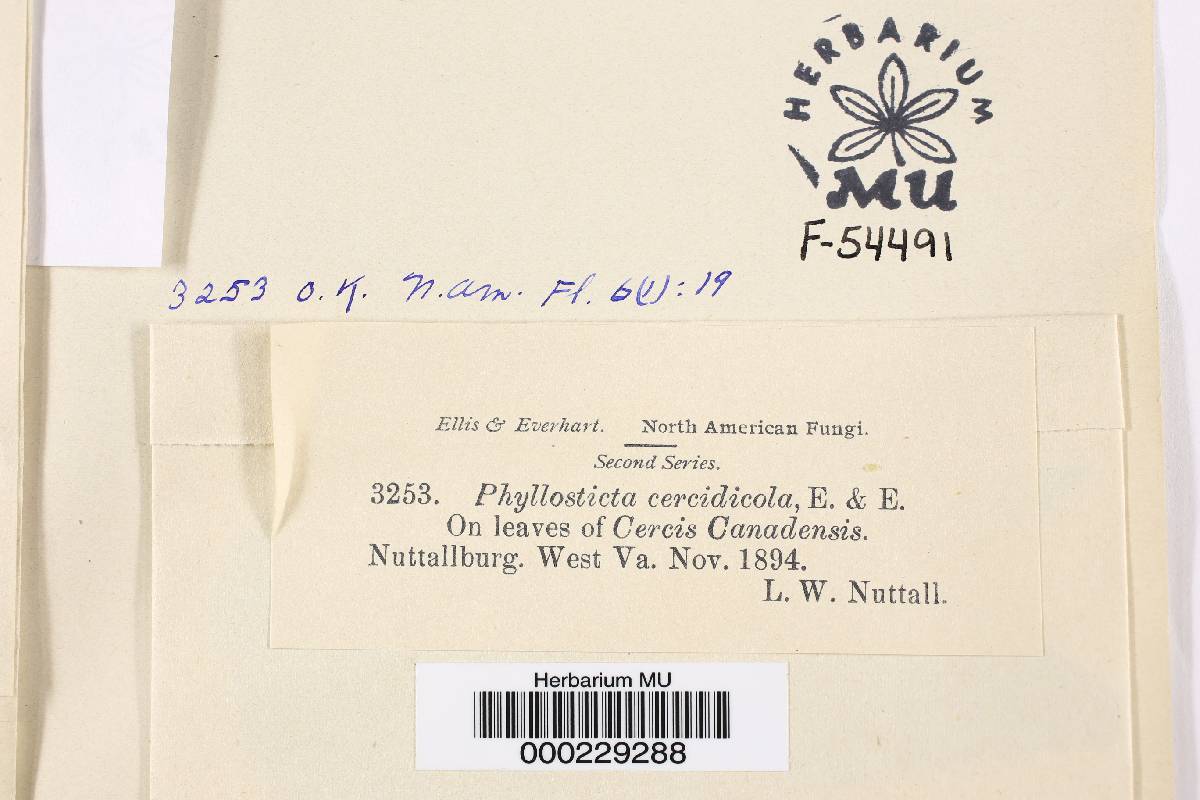 HERBARIUM
MU
F-54491
3253 O.K. N. Am. Fl. 6(1): 19
Ellis & Everhart. North American Fungi.
Second Series.
3253. Phyllosticta cercidicola, E. & E.
On leaves of Cercis Canadensis.
Nuttallburg. West Va. Nov. 1894.
L. W. Nuttall.
Herbarium MU
000229288